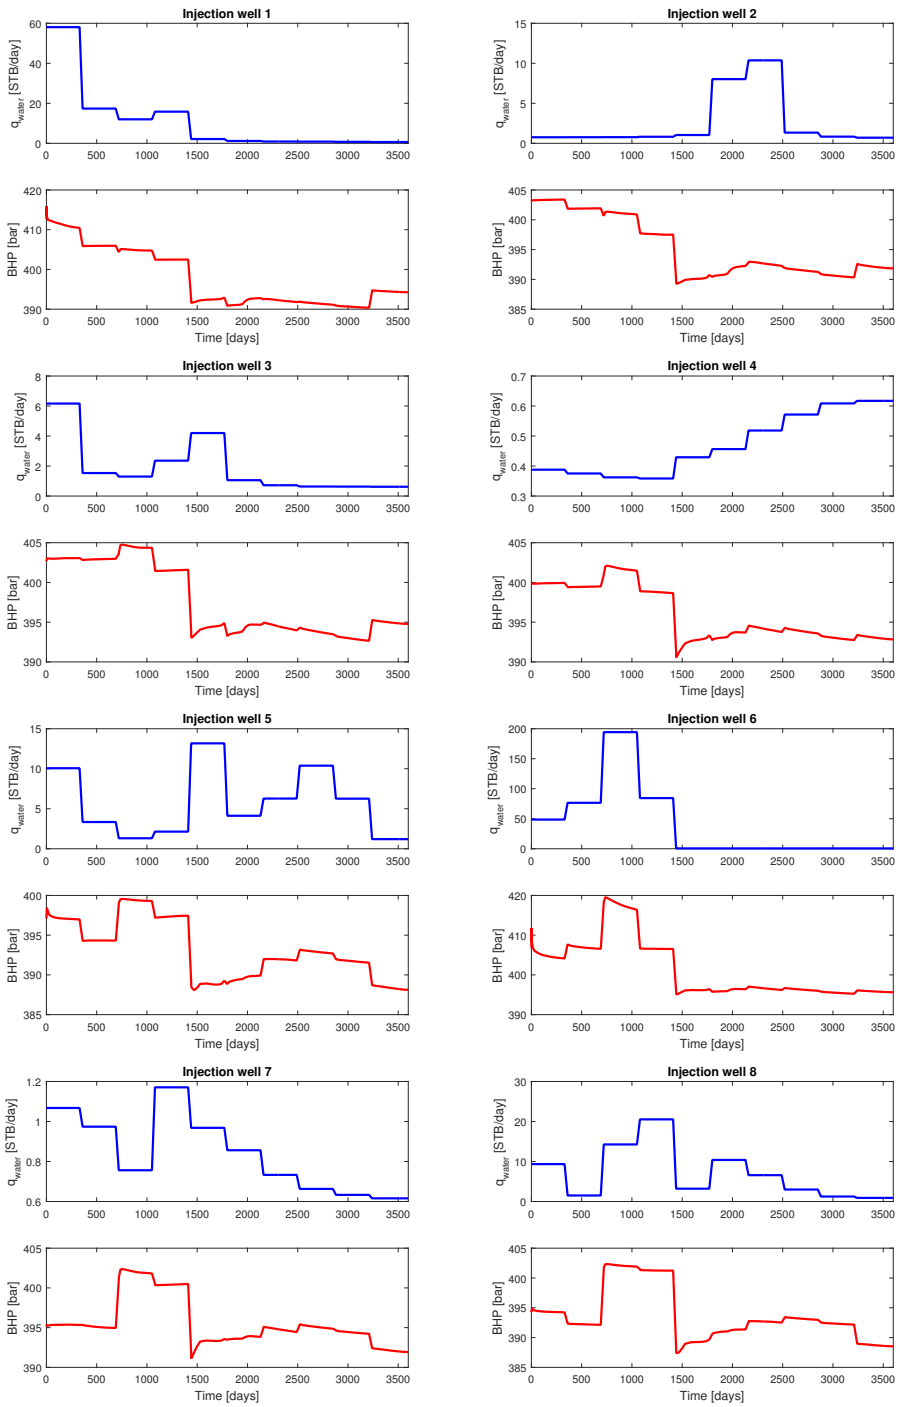 Injection well 1
q_water [STB/day]
60
40
20
0
0 500 1000 1500 2000 2500 3000 3500
BHP [bar]
420
410
400
390
0 500 1000 1500 2000 2500 3000 3500
Time [days]
Injection well 2
q_water [STB/day]
15
10
5
0
0 500 1000 1500 2000 2500 3000 3500
BHP [bar]
405
400
395
390
385
0 500 1000 1500 2000 2500 3000 3500
Time [days]
Injection well 3
q_water [STB/day]
8
6
4
2
0
0 500 1000 1500 2000 2500 3000 3500
BHP [bar]
405
400
395
390
0 500 1000 1500 2000 2500 3000 3500
Time [days]
Injection well 4
q_water [STB/day]
0.7
0.6
0.5
0.4
0.3
0 500 1000 1500 2000 2500 3000 3500
BHP [bar]
405
400
395
390
0 500 1000 1500 2000 2500 3000 3500
Time [days]
Injection well 5
q_water [STB/day]
15
10
5
0
0 500 1000 1500 2000 2500 3000 3500
BHP [bar]
400
395
390
385
0 500 1000 1500 2000 2500 3000 3500
Time [days]
Injection well 6
q_water [STB/day]
200
150
100
50
0
0 500 1000 1500 2000 2500 3000 3500
BHP [bar]
420
410
400
390
0 500 1000 1500 2000 2500 3000 3500
Time [days]
Injection well 7
q_water [STB/day]
1.2
1
0.8
0.6
0 500 1000 1500 2000 2500 3000 3500
BHP [bar]
405
400
395
390
0 500 1000 1500 2000 2500 3000 3500
Time [days]
Injection well 8
q_water [STB/day]
30
20
10
0
0 500 1000 1500 2000 2500 3000 3500
BHP [bar]
405
400
395
390
385
0 500 1000 1500 2000 2500 3000 3500
Time [days]